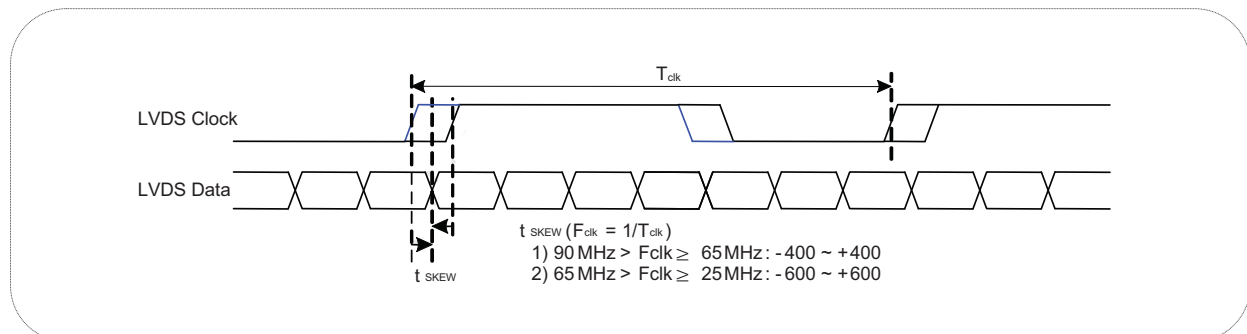 Tclk
LVDS Clock
LVDS Data
t SKEW (Fclk = 1/Tclk)
1) 90 MHz > Fclk ≥ 65 MHz : -400 ~ +400
2) 65 MHz > Fclk ≥ 25 MHz : -600 ~ +600
t SKEW